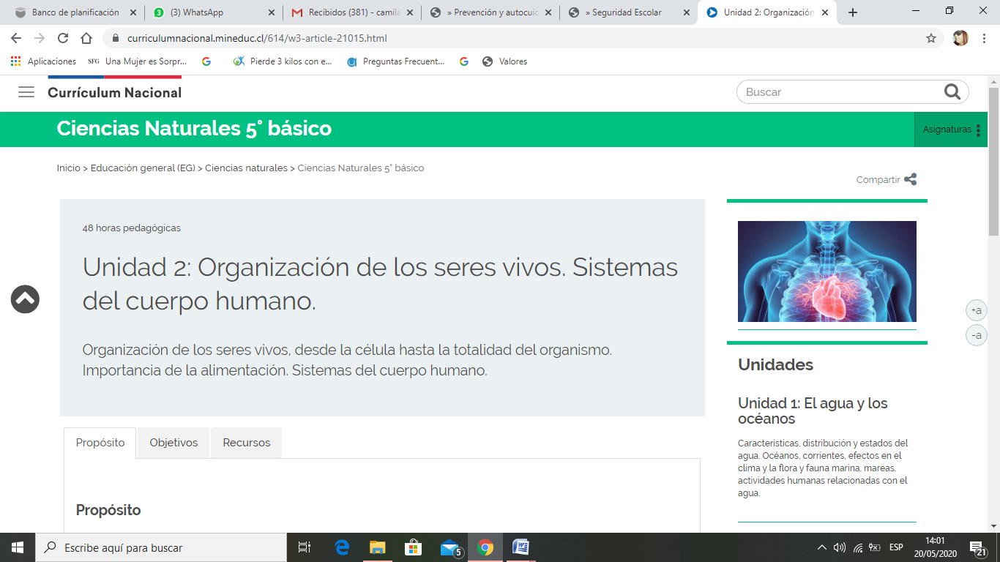 Banco de planificación
(3) WhatsApp
Recibidos (381) - camila
» Prevención y autocuid
» Seguridad Escolar
Unidad 2: Organización
curriculumnacional.mineduc.cl/614/w3-article-21015.html
Aplicaciones
SFG Una Mujer es Sorpr...
Pierde 3 kilos con e...
Preguntas Frecuent...
Valores
Currículum Nacional
Buscar
Ciencias Naturales 5° básico
Asignaturas
Inicio > Educación general (EG) > Ciencias naturales > Ciencias Naturales 5° básico
Compartir
48 horas pedagógicas
Unidad 2: Organización de los seres vivos. Sistemas
del cuerpo humano.
Organización de los seres vivos, desde la célula hasta la totalidad del organismo.
Importancia de la alimentación. Sistemas del cuerpo humano.
Propósito
Objetivos
Recursos
Propósito
+a
-a
Unidades
Unidad 1: El agua y los
océanos
Características, distribución y estados del
agua. Océanos, corrientes, efectos en el
clima y la flora y fauna marina, mareas,
actividades humanas relacionadas con el
agua.
Escribe aquí para buscar
5
ESP
14:01
20/05/2020
21